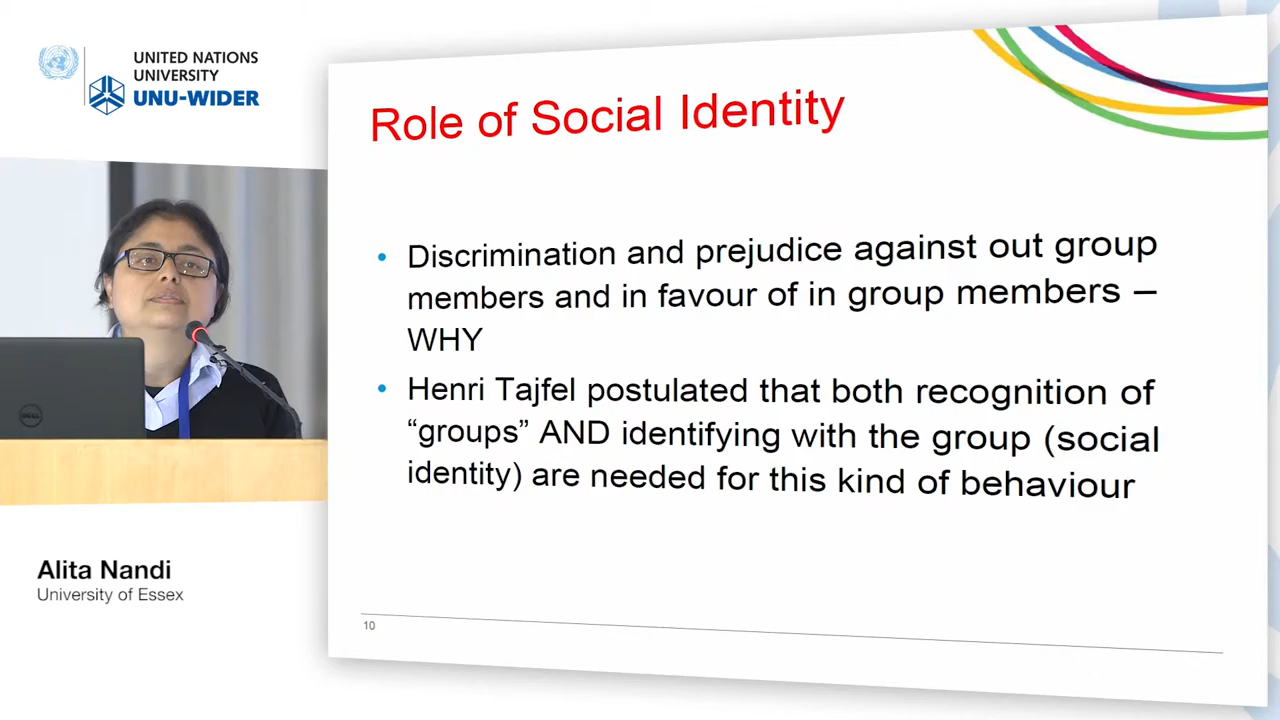 UNITED NATIONS
UNIVERSITY
UNU-WIDER
Role of Social Identity
• Discrimination and prejudice against out group
members and in favour of in group members –
WHY
• Henri Tajfel postulated that both recognition of
“groups” AND identifying with the group (social
identity) are needed for this kind of behaviour
DELL
Alita Nandi
University of Essex
10